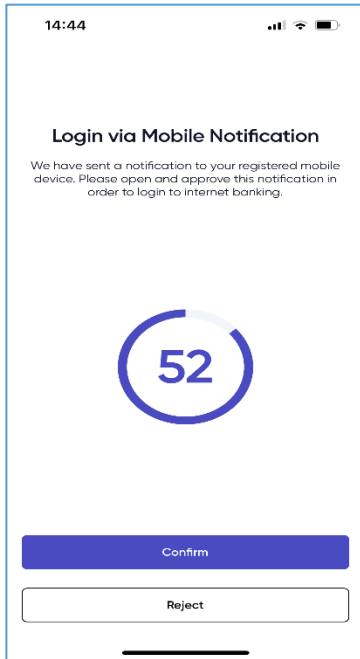 14:44
Login via Mobile Notification
We have sent a notification to your registered mobile
device. Please open and approve this notification in
order to login to internet banking.
52
Confirm
Reject